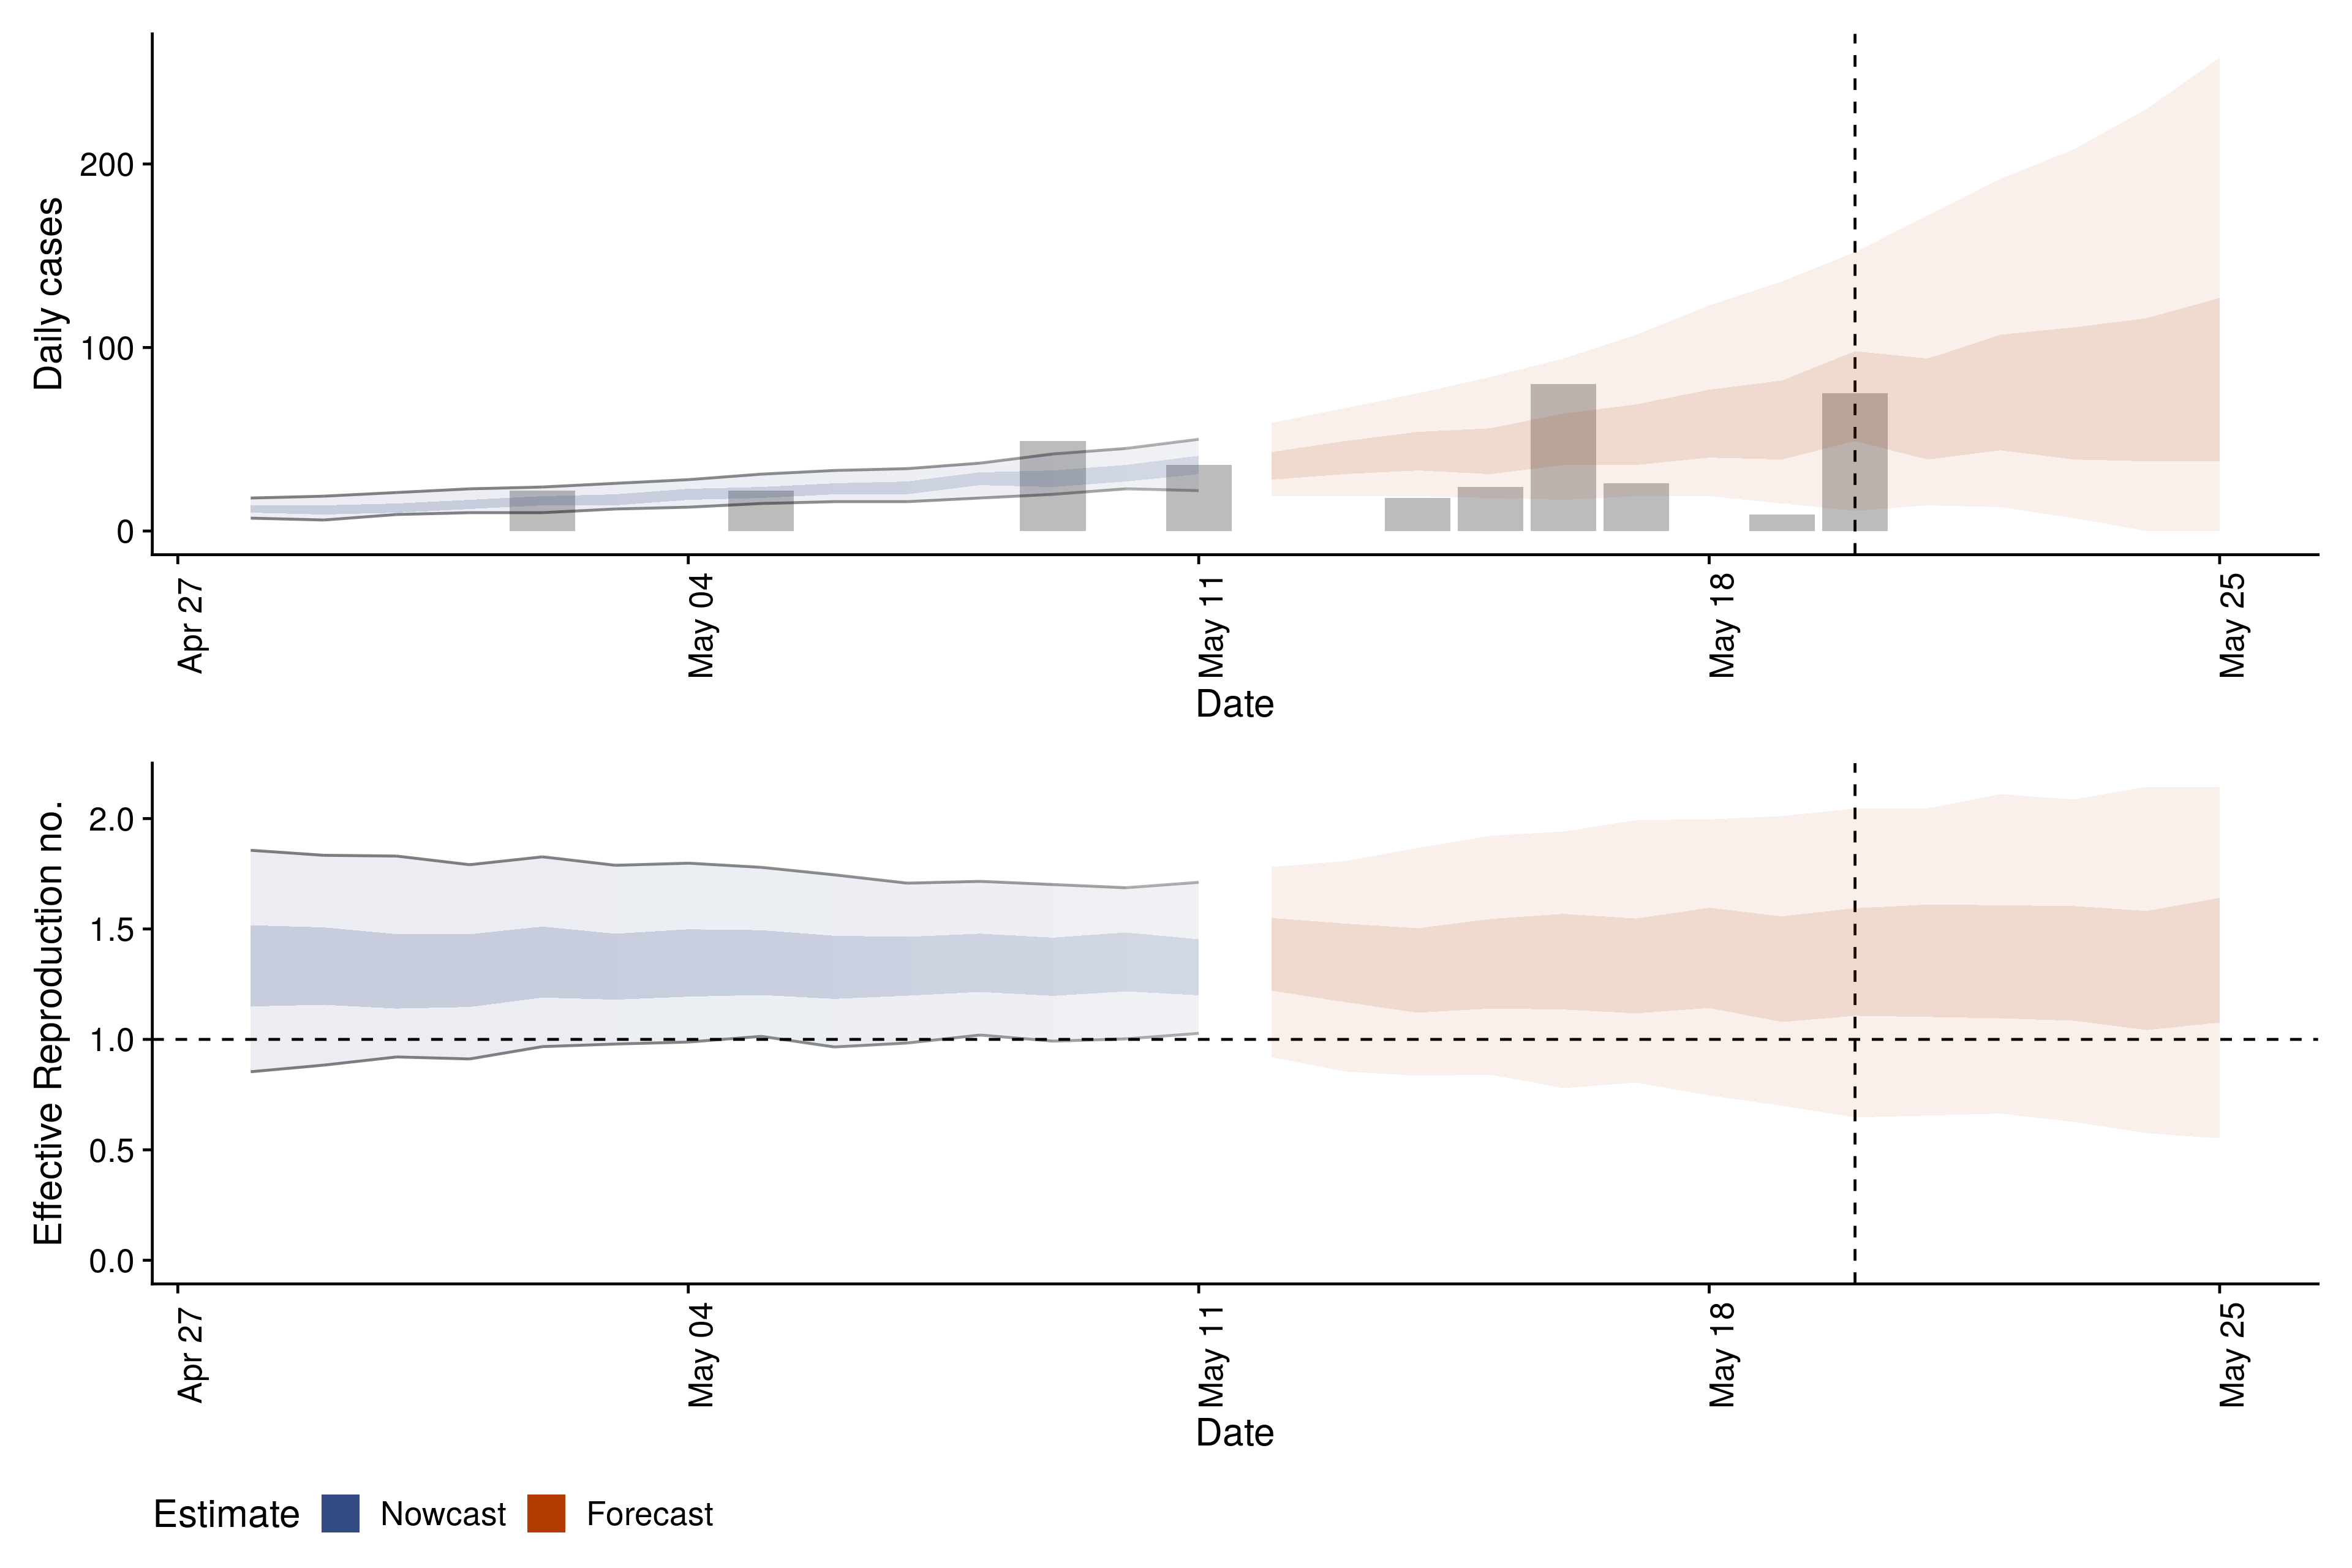 Daily cases
200
100
0
Apr 27
May 04
May 11
May 18
May 25
Date
Effective Reproduction no.
2.0
1.5
1.0
0.5
0.0
Apr 27
May 04
May 11
May 18
May 25
Date
Estimate Nowcast Forecast